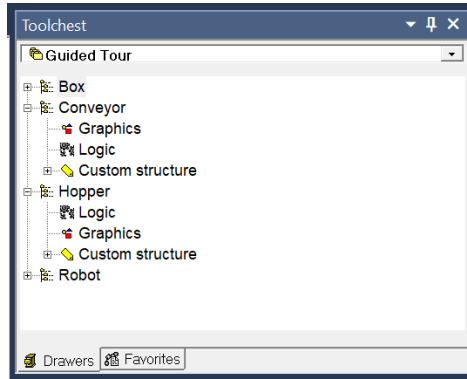 Toolchest
Guided Tour
Box
Conveyor
Graphics
Logic
Custom structure
Hopper
Logic
Graphics
Custom structure
Robot
Drawers Favorites